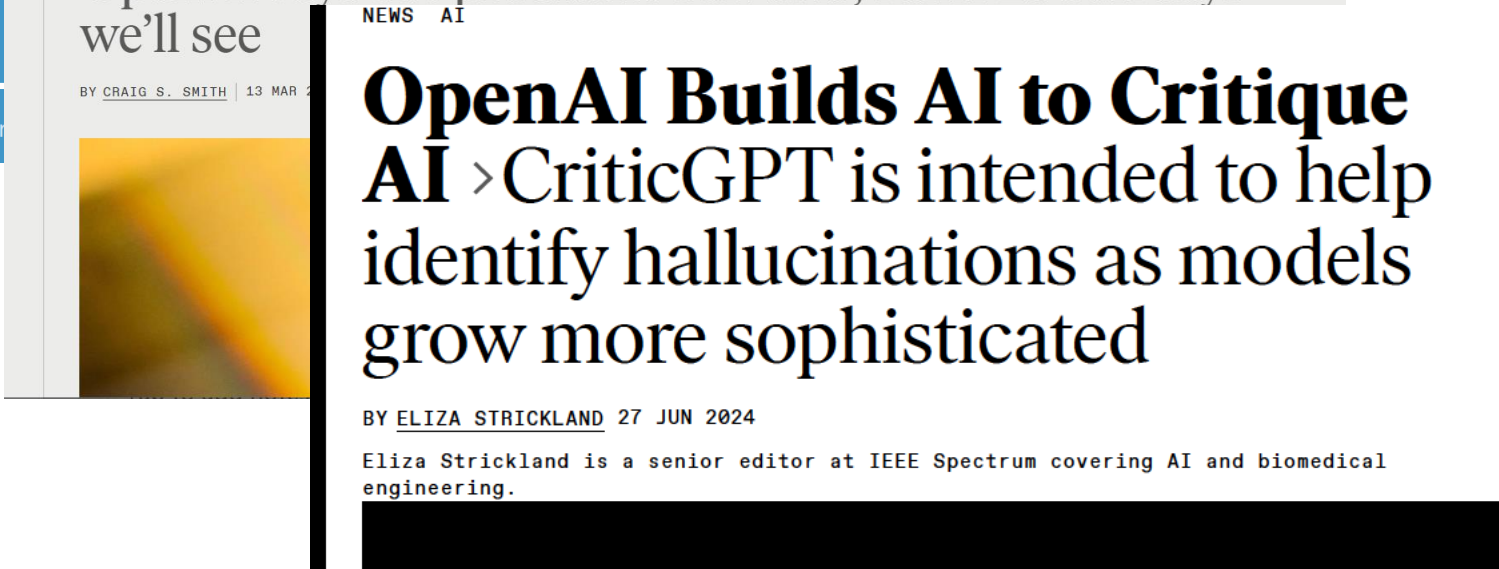 we’ll see
BY CRAIG S. SMITH | 13 MAR
NEWS AI
OpenAI Builds AI to Critique
AI >CriticGPT is intended to help
identify hallucinations as models
grow more sophisticated
BY ELIZA STRICKLAND 27 JUN 2024
Eliza Strickland is a senior editor at IEEE Spectrum covering AI and biomedical
engineering.